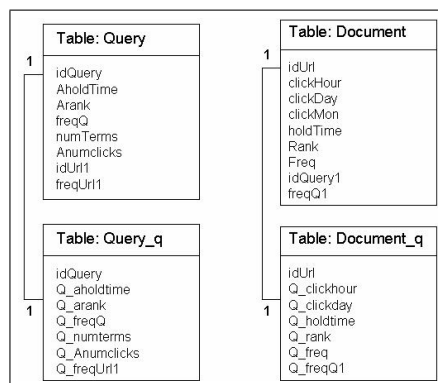 Table: Query
1
idQuery
AholdTime
Arank
freqQ
numTerms
Anumclicks
idUrl1
freqUrl1
Table: Document
1
idUrl
clickHour
clickDay
clickMon
holdTime
Rank
Freq
idQuery1
freqQ1
Table: Query_q
idQuery
Q_aholdtime
Q_arank
Q_freqQ
Q_numterms
Q_Anumclicks
Q_freqUrl1
1
Table: Document_q
idUrl
Q_clickhour
Q_clickday
Q_holdtime
Q_rank
Q_freq
Q_freqQ1
1